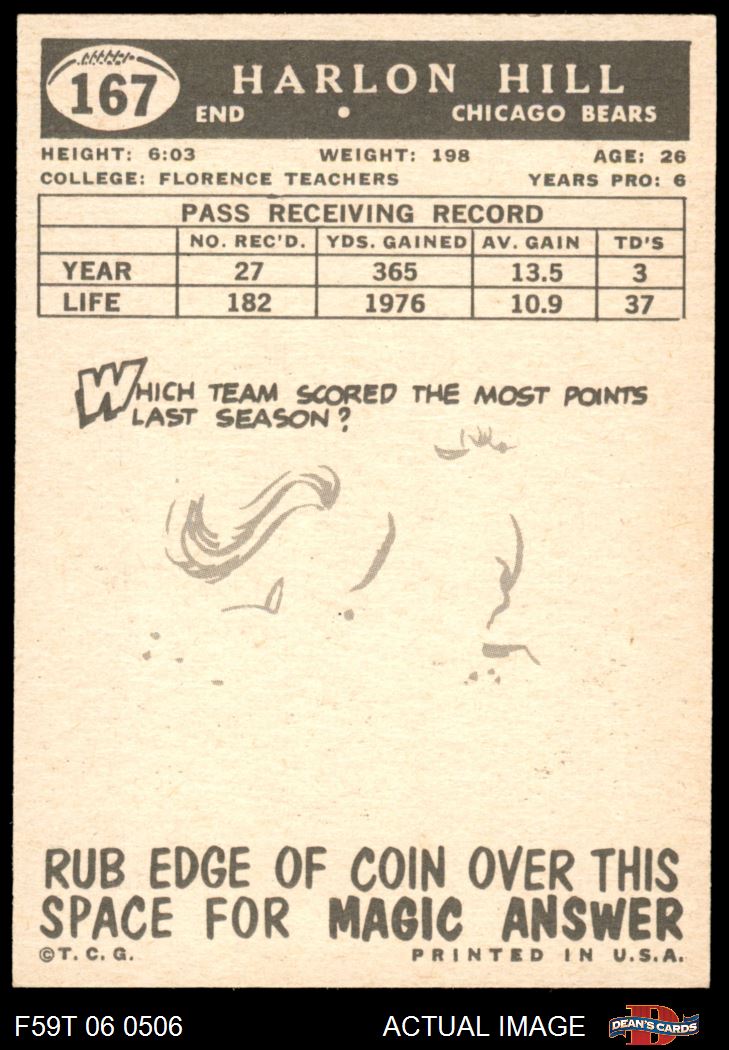 167
HARLON HILL
END • CHICAGO BEARS
HEIGHT: 6:03 WEIGHT: 198 AGE: 26
COLLEGE: FLORENCE TEACHERS YEARS PRO: 6
PASS RECEIVING RECORD
NO. REC'D. YDS. GAINED AV. GAIN TD'S
YEAR 27 365 13.5 3
LIFE 182 1976 10.9 37
WHICH TEAM SCORED THE MOST POINTS
LAST SEASON?
RUB EDGE OF COIN OVER THIS
SPACE FOR MAGIC ANSWER
©T. C. G. PRINTED IN U.S.A.
F59T 06 0506 ACTUAL IMAGE D DEAN'S CARDS